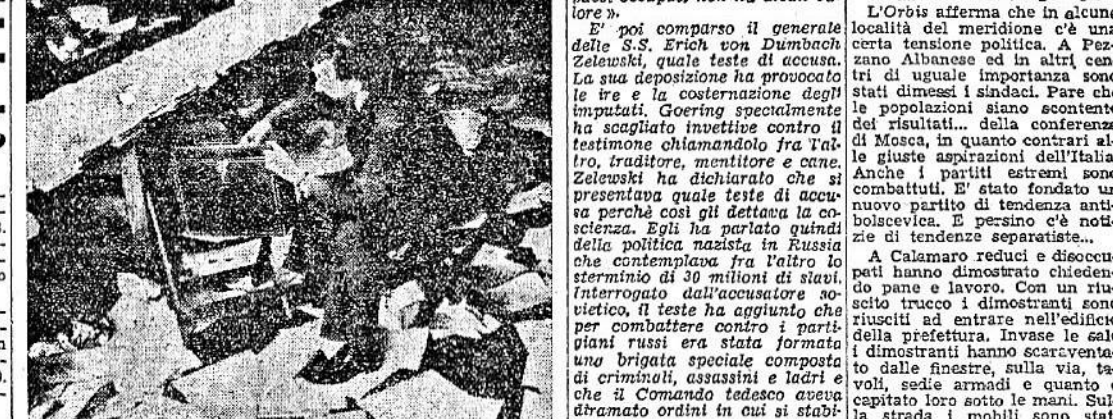 lore ».
E' poi comparso il generale
delle S.S. Erich von Dumbach
Zelewski, quale teste di accusa.
La sua deposizione ha provocato
le ire e la costernazione degli
imputati. Goering specialmente
ha scagliato invettive contro il
testimone chiamandolo fra l'al-
tro, traditore, mentitore e cane.
Zelewski ha dichiarato che si
presentava quale teste di accu-
sa perchè così gli dettava la co-
scienza. Egli ha parlato quindi
della politica nazista in Russia
che contemplava fra l'altro lo
sterminio di 30 milioni di slavi.
Interrogato dall'accusatore so-
vietico, il teste ha aggiunto che
per combattere contro i parti-
giani russi era stata formata
una brigata speciale composta
di criminali, assassini e ladri e
che il Comando tedesco aveva
diramato ordini in cui si stabi-
L'Orbis afferma che in alcune
località del meridione c'è una
certa tensione politica. A Pez-
zano Albanese ed in altri cen
tri di uguale importanza sono
stati dimessi i sindaci. Pare che
le popolazioni siano scontente
dei risultati... della conferenza
di Mosca, in quanto contrari al-
le giuste aspirazioni dell'Italia
Anche i partiti estremi sono
combattuti. E' stato fondato un
nuovo partito di tendenza anti-
bolscevica. E persino c'è noti-
zie di tendenze separatiste...
A Calamaro reduci e disoccu-
pati hanno dimostrato chieden-
do pane e lavoro. Con un riu-
scito trucco i dimostranti sono
riusciti ad entrare nell'edificio
della prefettura. Invase le sale
i dimostranti hanno scaraventa-
to dalle finestre, sulla via, ta-
voli, sedie armadi e quanto è
capitato loro sotto le mani. Sul-
la strada i mobili sono stati